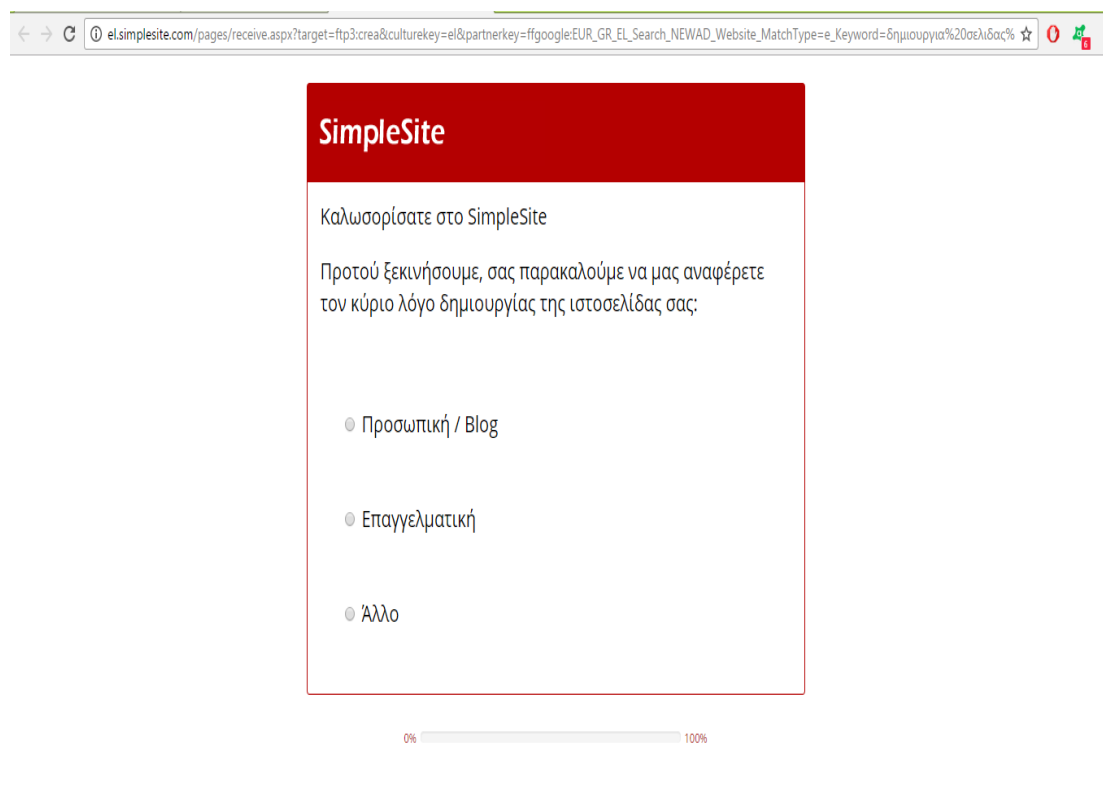 el.simplesite.com/pages/receive.aspx?target=ftp3:crea&culturekey=el&partnerkey=ffgoogle:EUR_GR_EL_Search_NEWAD_Website_MatchType=e_Keyword=δημιουργια%20σελιδας%
6
SimpleSite
Καλωσορίσατε στο SimpleSite
Προτού ξεκινήσουμε, σας παρακαλούμε να μας αναφέρετε
τον κύριο λόγο δημιουργίας της ιστοσελίδας σας:
Προσωπική / Blog
Επαγγελματική
Άλλο
0% 100%